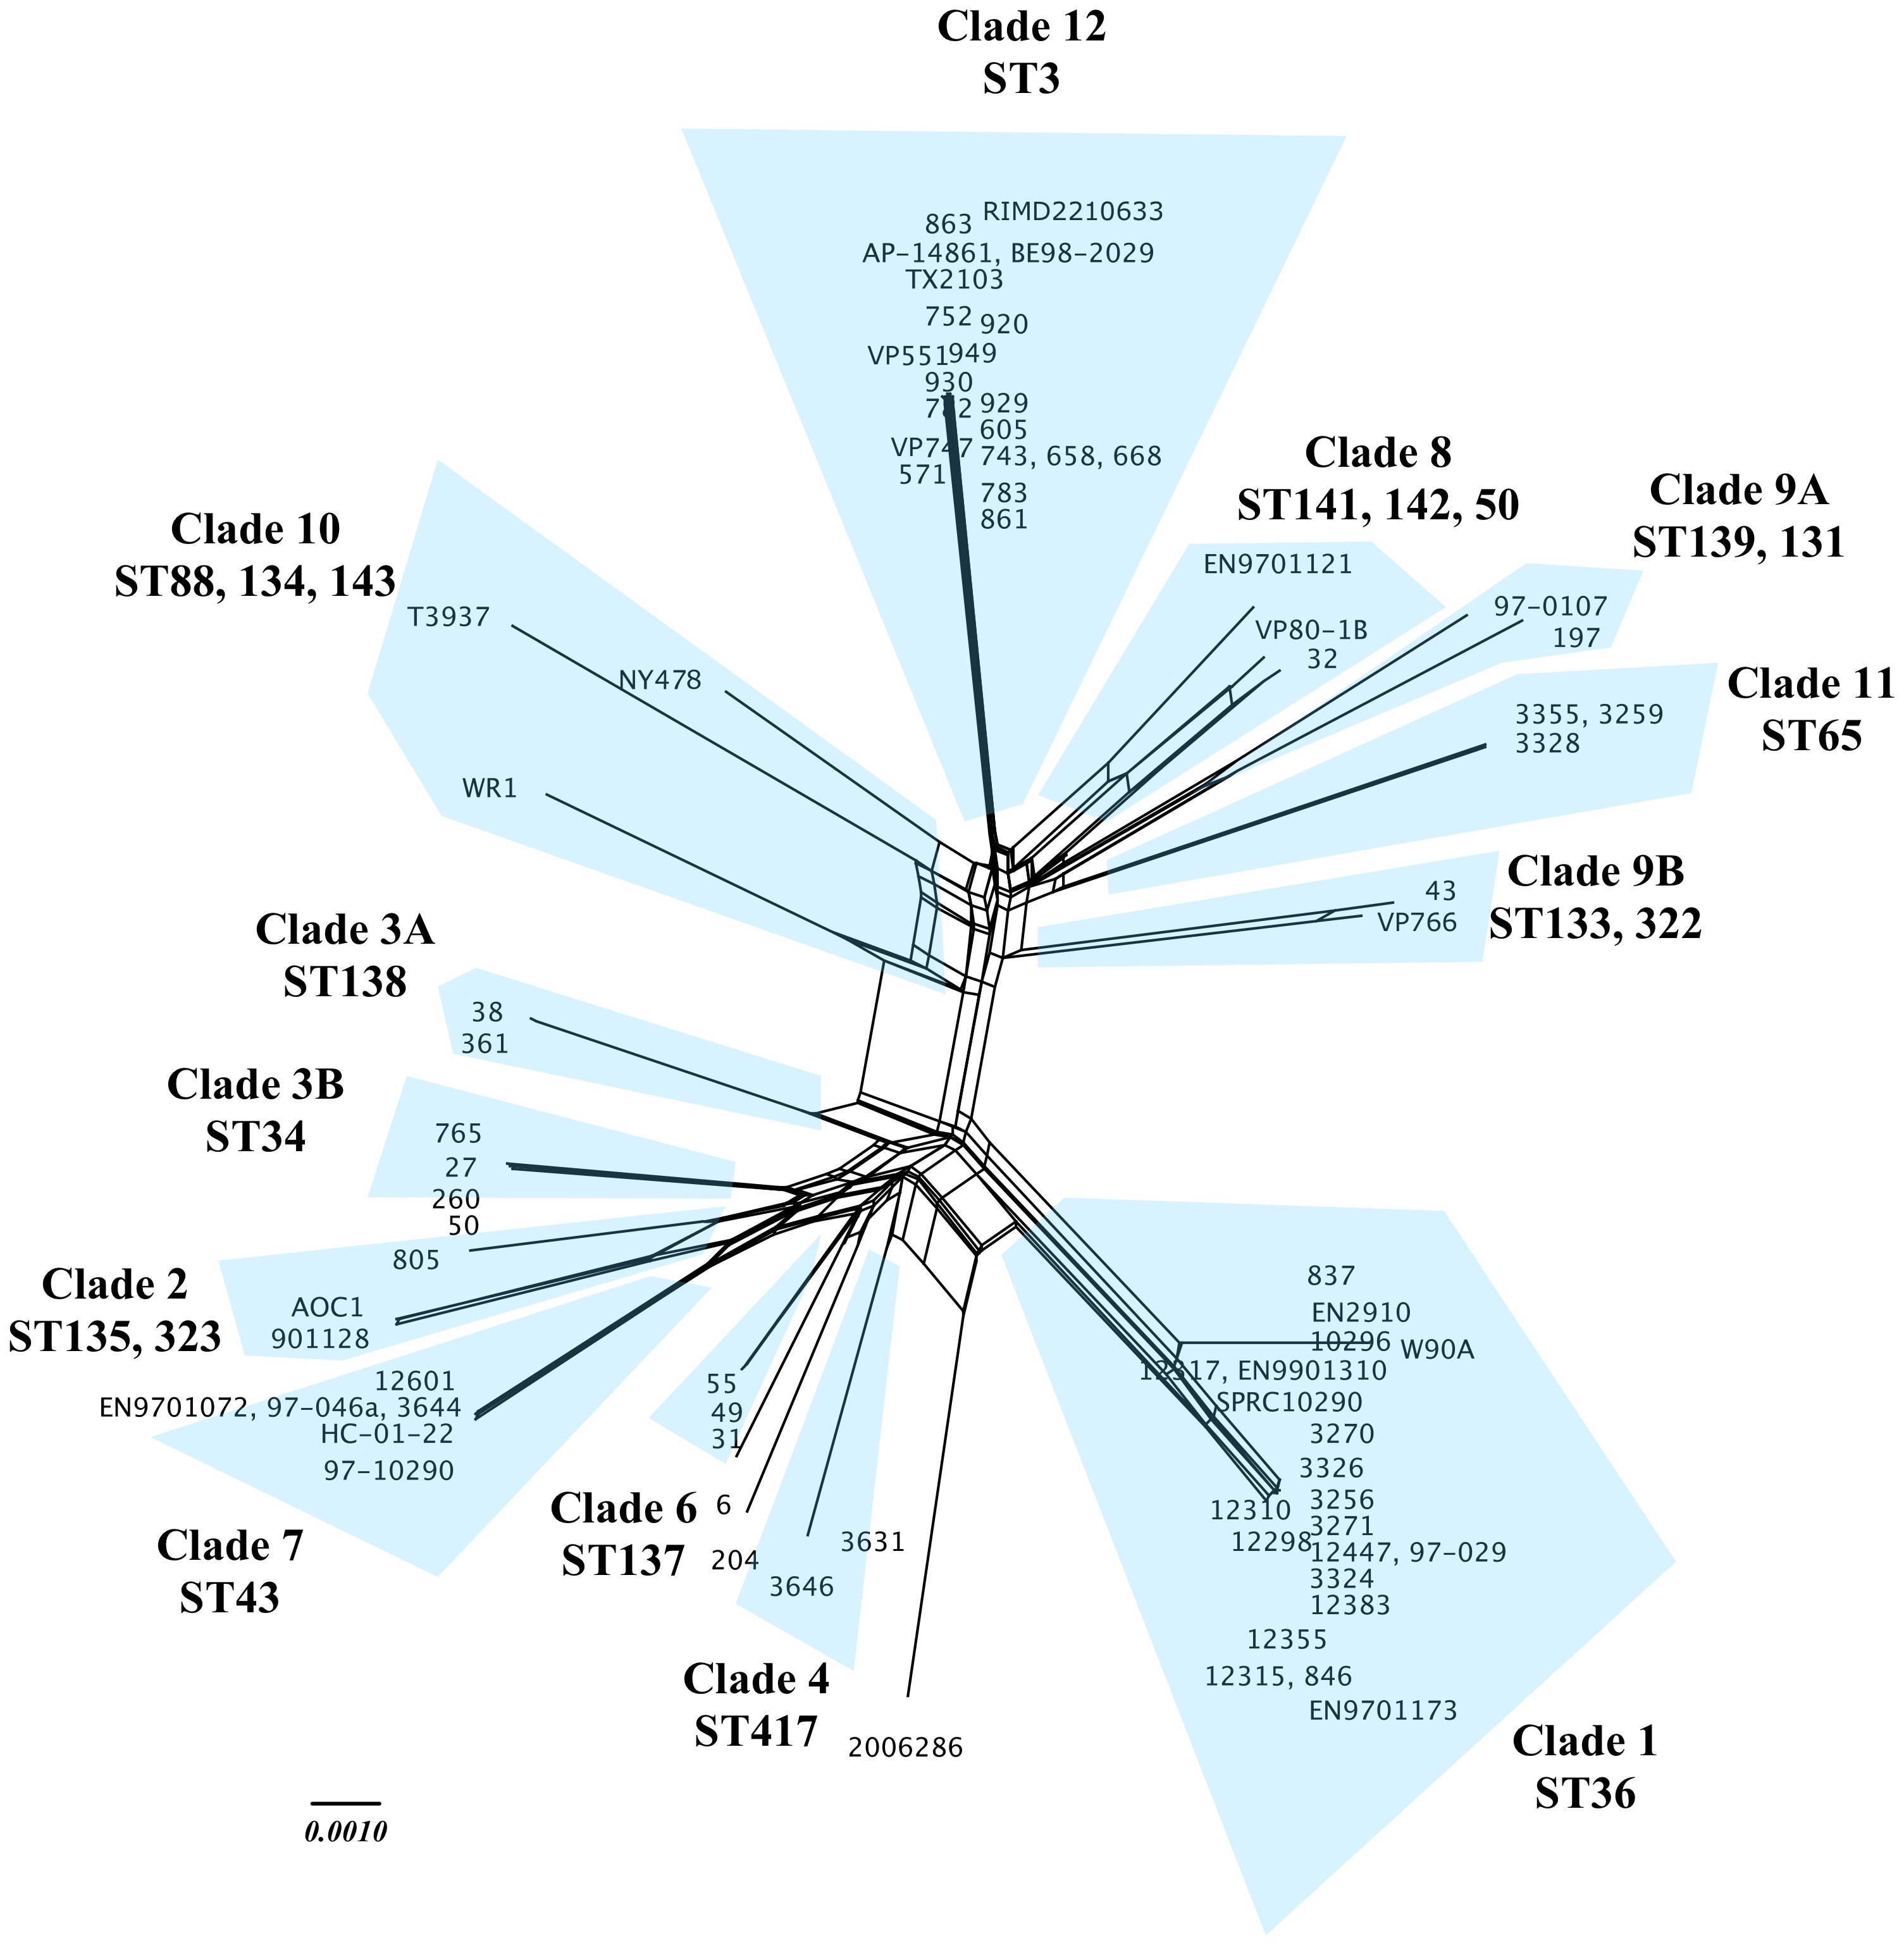 Clade 12
ST3
863
RIMD2210633
AP-14861, BE98-2029
TX2103
752
920
VP551
949
930
782
929
605
VP747
743, 658, 668
571
783
861
Clade 8
ST141, 142, 50
EN9701121
VP80-1B
32
Clade 9A
ST139, 131
97-0107
197
Clade 11
ST65
3355, 3259
3328
Clade 9B
ST133, 322
43
VP766
Clade 10
ST88, 134, 143
T3937
NY478
WR1
Clade 3A
ST138
38
361
Clade 3B
ST34
765
27
260
50
Clade 2
ST135, 323
805
AOC1
901128
12601
EN9701072, 97-046a, 3644
HC-01-22
97-10290
Clade 7
ST43
55
49
31
Clade 6
ST137
6
204
3631
3646
Clade 4
ST417
2006286
837
EN2910
10296
W90A
12317, EN9901310
SPRC10290
3270
3326
3256
12310
3271
12298
12447, 97-029
3324
12383
12355
12315, 846
EN9701173
Clade 1
ST36
0.0010